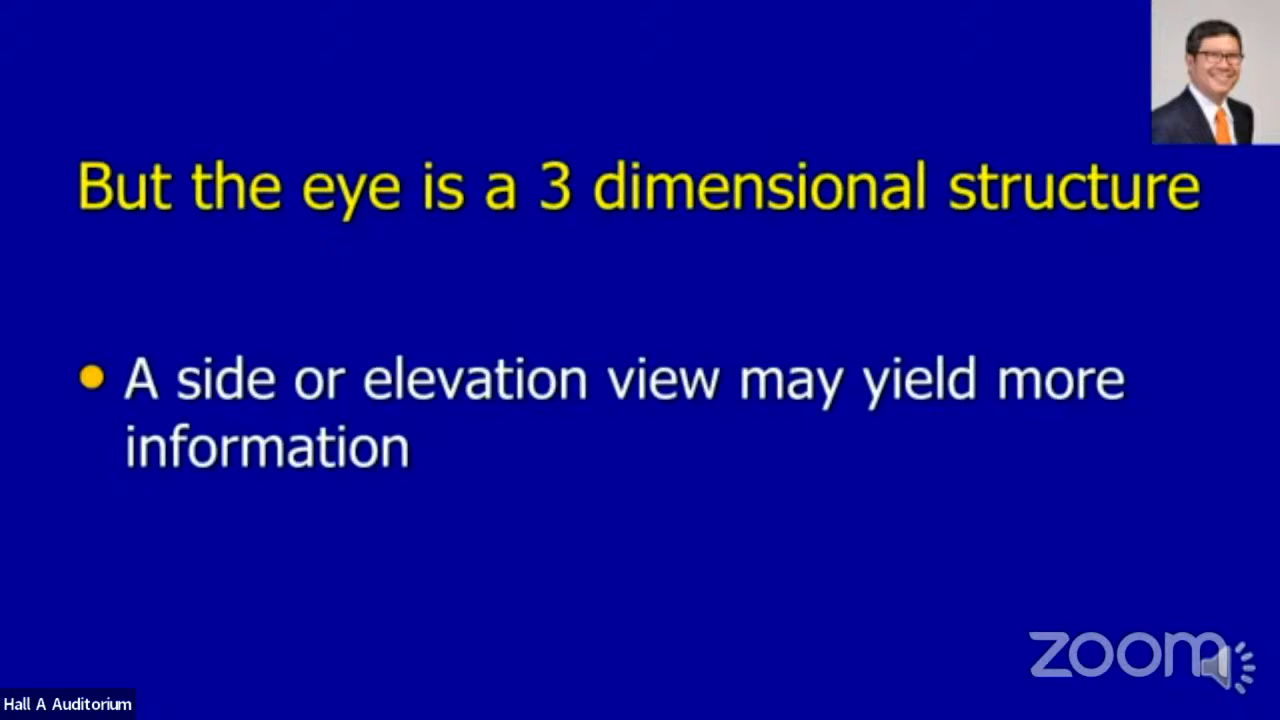 But the eye is a 3 dimensional structure
• A side or elevation view may yield more
information
zoom
Hall A Auditorium